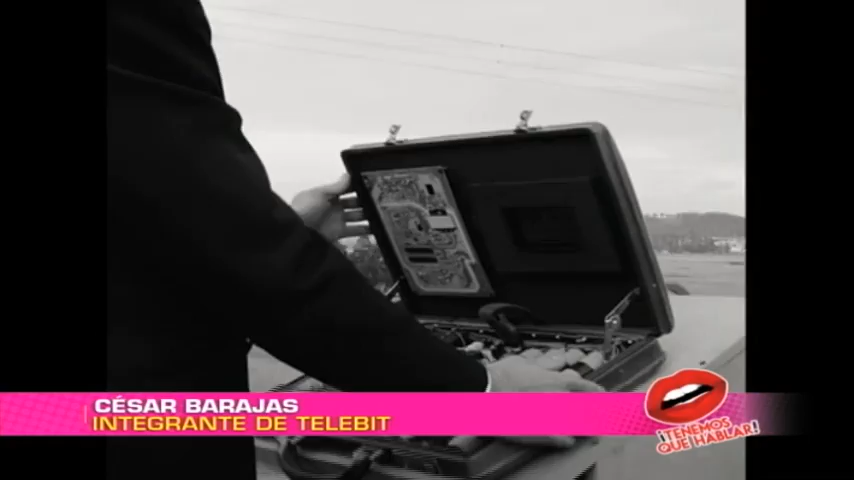 CÉSAR BARAJAS
INTEGRANTE DE TELEBIT
¡TENEMOS
QUE HABLAR!